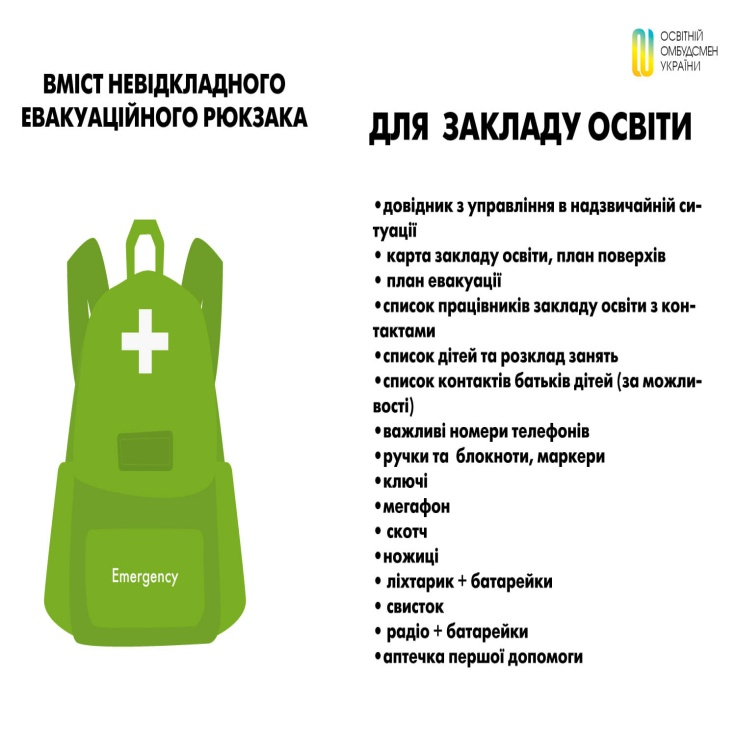 ОСВІТНІЙ
ОМБУДСМЕН
УКРАЇНИ
ВМІСТ НЕВІДКЛАДНОГО
ЕВАКУАЦІЙНОГО РЮКЗАКА
ДЛЯ ЗАКЛАДУ ОСВІТИ
•довідник з управління в надзвичайній си-
туації
• карта закладу освіти, план поверхів
• план евакуації
•список працівників закладу освіти з кон-
тактами
•список дітей та розклад занять
•список контактів батьків дітей (за можли-
вості)
•важливі номери телефонів
•ручки та блокноти, маркери
•ключі
•мегафон
• скотч
•ножиці
• ліхтарик + батарейки
• свисток
• радіо + батарейки
•аптечка першої допомоги
Emergency